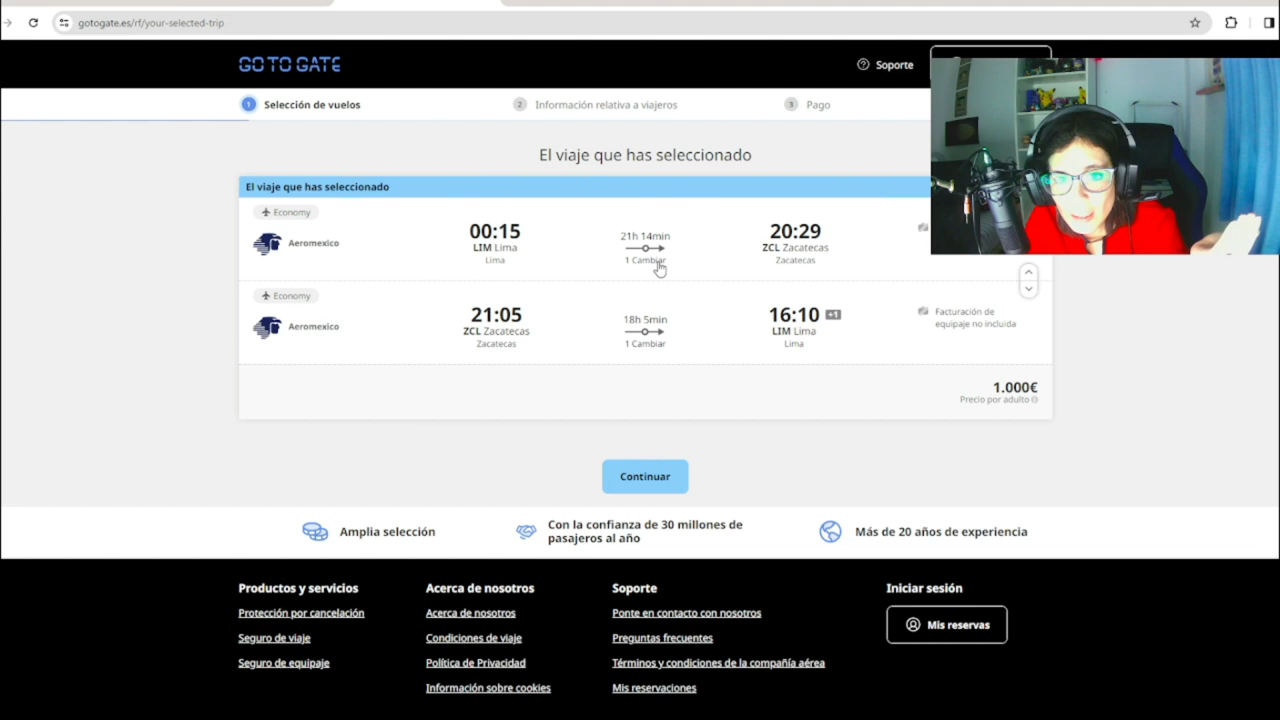 gotogate.es/rf/your-selected-trip
GO TO GATE
Soporte
1 Selección de vuelos
2 Información relativa a viajeros
3 Pago
El viaje que has seleccionado
El viaje que has seleccionado
Economy
Aeromexico
00:15
LIM Lima
Lima
21h 14min
1 Cambiar
20:29
ZCL Zacatecas
Zacatecas
Economy
Aeromexico
21:05
ZCL Zacatecas
Zacatecas
18h 5min
1 Cambiar
16:10 +1
LIM Lima
Lima
Facturación de
equipaje no incluida
1.000€
Precio por adulto
Continuar
Amplia selección
Con la confianza de 30 millones de
pasajeros al año
Más de 20 años de experiencia
Productos y servicios
Protección por cancelación
Seguro de viaje
Seguro de equipaje
Acerca de nosotros
Acerca de nosotros
Condiciones de viaje
Política de Privacidad
Información sobre cookies
Soporte
Ponte en contacto con nosotros
Preguntas frecuentes
Términos y condiciones de la compañía aérea
Mis reservaciones
Iniciar sesión
Mis reservas